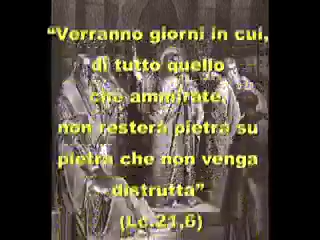 “Verranno giorni in cui,
di tutto quello
che ammirate,
non resterà pietra su
pietra che non venga
distrutta”
(Lc.21,6)